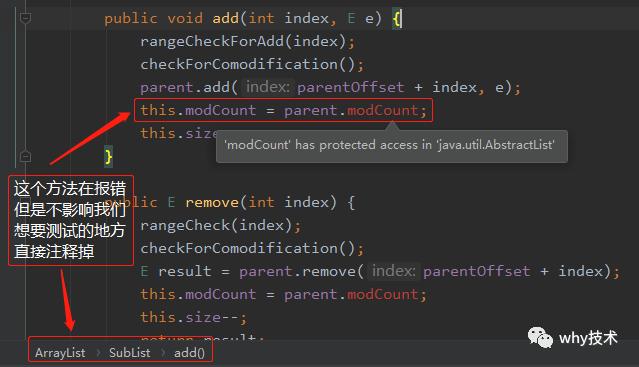 public void add(int index, E e) {
rangeCheckForAdd(index);
checkForComodification();
parent.add( index: parentOffset + index, e);
this.modCount = parent.modCount;
this.size
'modCount' has protected access in 'java.util.AbstractList'
}
这个方法在报错
但是不影响我们
想要测试的地方
直接注释掉
public E remove(int index) {
rangeCheck(index);
checkForComodification();
E result = parent.remove( index: parentOffset + index);
this.modCount = parent.modCount;
this.size--;
return result;
ArrayList > SubList > add()
why技术